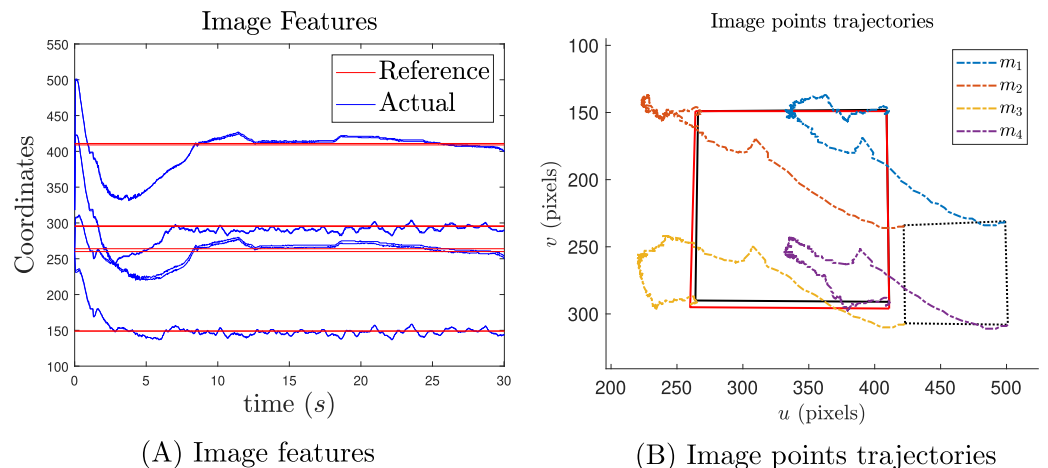 Image Features
550
500
450
400
350
300
250
200
150
100
0
5
10
15
20
25
30
Coordinates
time (s)
Reference
Actual
(A) Image features
Image points trajectories
100
150
200
250
300
200
250
300
350
400
450
500
v (pixels)
u (pixels)
m₁
m₂
m₃
m₄
(B) Image points trajectories